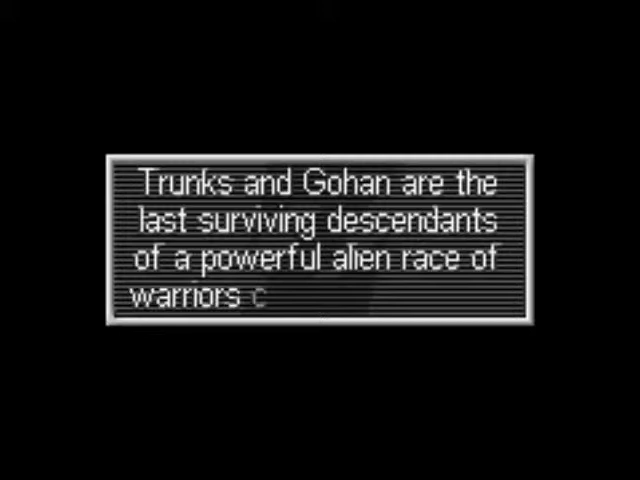 Trunks and Gohan are the
last surviving descendants
of a powerful alien race of
warriors c